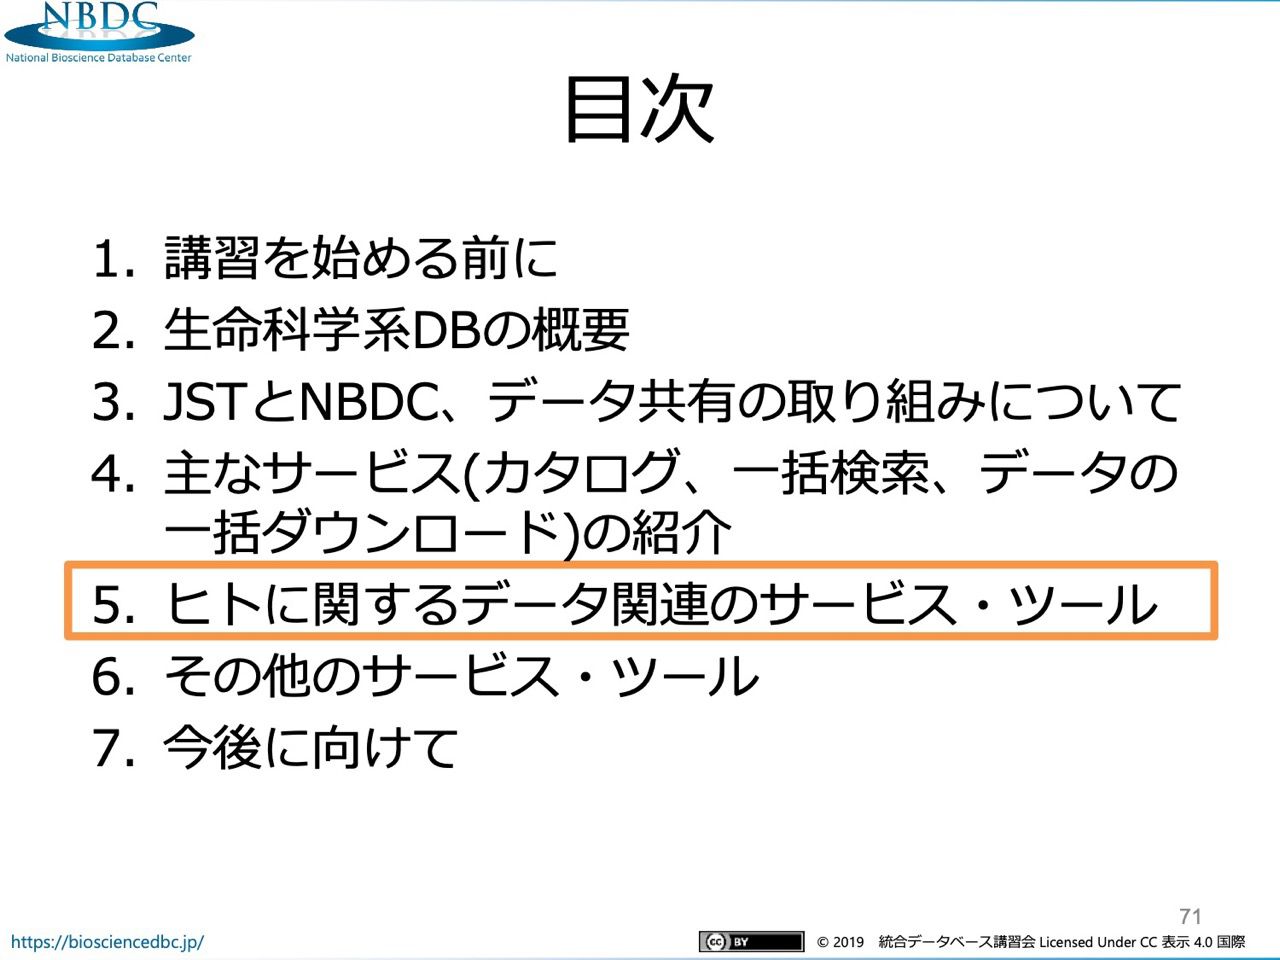 NBDC
National Bioscience Database Center
目次
1. 講習を始める前に
2. 生命科学系DBの概要
3. JSTとNBDC、データ共有の取り組みについて
4. 主なサービス(カタログ、一括検索、データの
一括ダウンロード)の紹介
5. ヒトに関するデータ関連のサービス・ツール
6. その他のサービス・ツール
7. 今後に向けて
71
https://biosciencedbc.jp/
cc BY © 2019 統合データベース講習会 Licensed Under CC 表示 4.0 国際